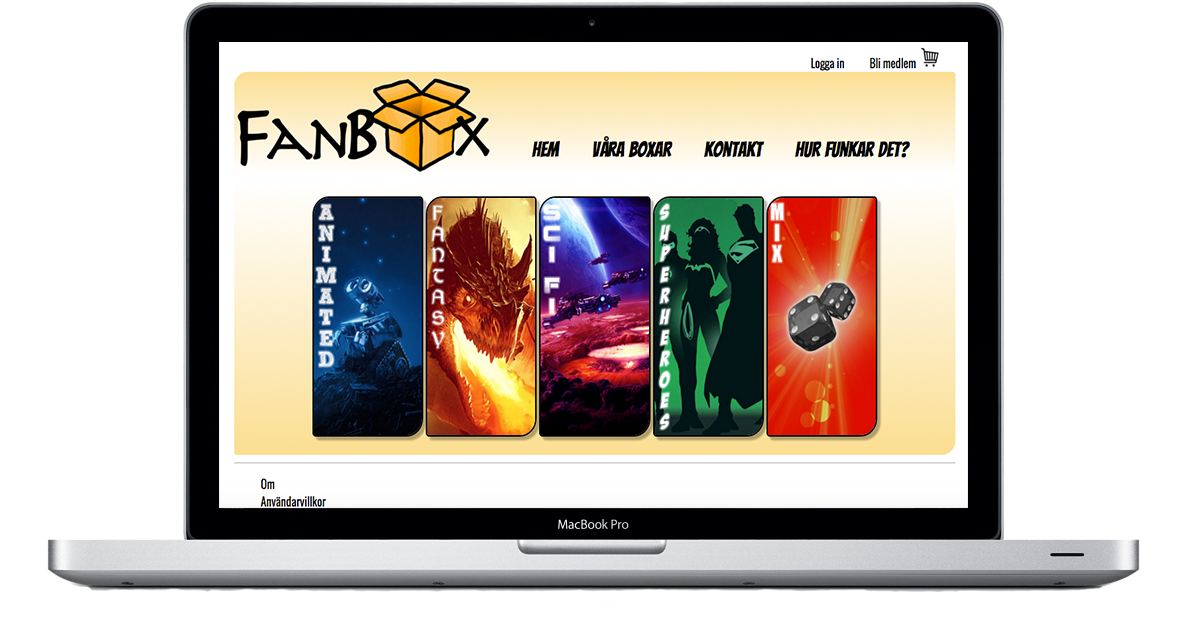 Logga in Bli medlem
FANBOX
HEM VÅRA BOXAR KONTAKT HUR FUNKAR DET?
ANIMATED
FANTASY
SCI FI
SUPERHEROES
MIX
Om
Användarvillkor
MacBook Pro